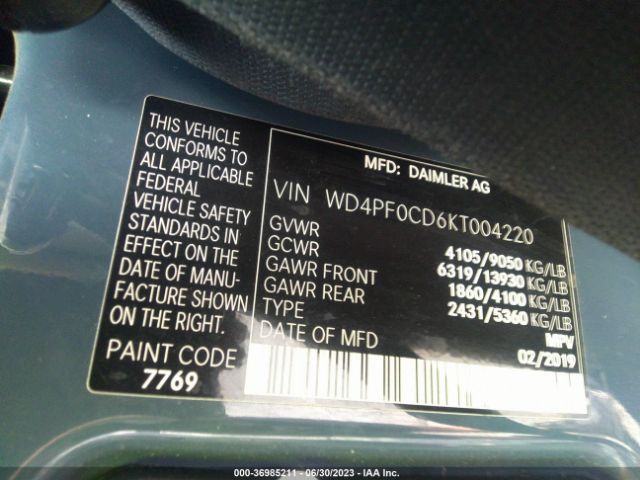 THIS VEHICLE
CONFORMS TO
ALL APPLICABLE
FEDERAL
VEHICLE SAFETY
STANDARDS IN
EFFECT ON THE
DATE OF MANU-
FACTURE SHOWN
ON THE RIGHT.
PAINT CODE
7769
MFD: DAIMLER AG
VIN WD4PF0CD6KT004220
GVWR 4105/9050 KG/LB
GCWR 6319/13930 KG/LB
GAWR FRONT 1860/4100 KG/LB
GAWR REAR 2431/5360 KG/LB
TYPE MPV
DATE OF MFD 02/2019
000-36985211 - 06/30/2023 - IAA Inc.